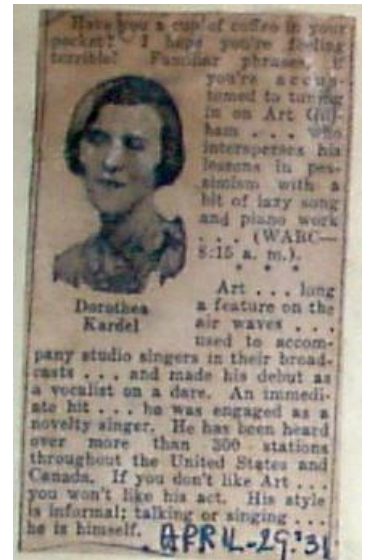 Have you a cup of coffee in your
pocket? I hope you're feeling
terrible! Familiar phrases if
you're accus-
tomed to tuning
in on Art Gil-
ham . . . who
intersperses his
lessons in pes-
simism with a
bit of lazy song
and piano work
. . . (WABC—
8:15 a. m.).
* * *
Art . . . long
a feature on the
air waves . . .
used to accom-
pany studio singers in their broad-
casts . . . and made his debut as
a vocalist on a dare. An immedi-
ate hit . . . he was engaged as a
novelty singer. He has been heard
over more than 300 stations
throughout the United States and
Canada. If you don't like Art . . .
you won't like his act. His style
is informal; talking or singing . . .
he is himself.
Dorothea
Kardel
APRIL-29'31